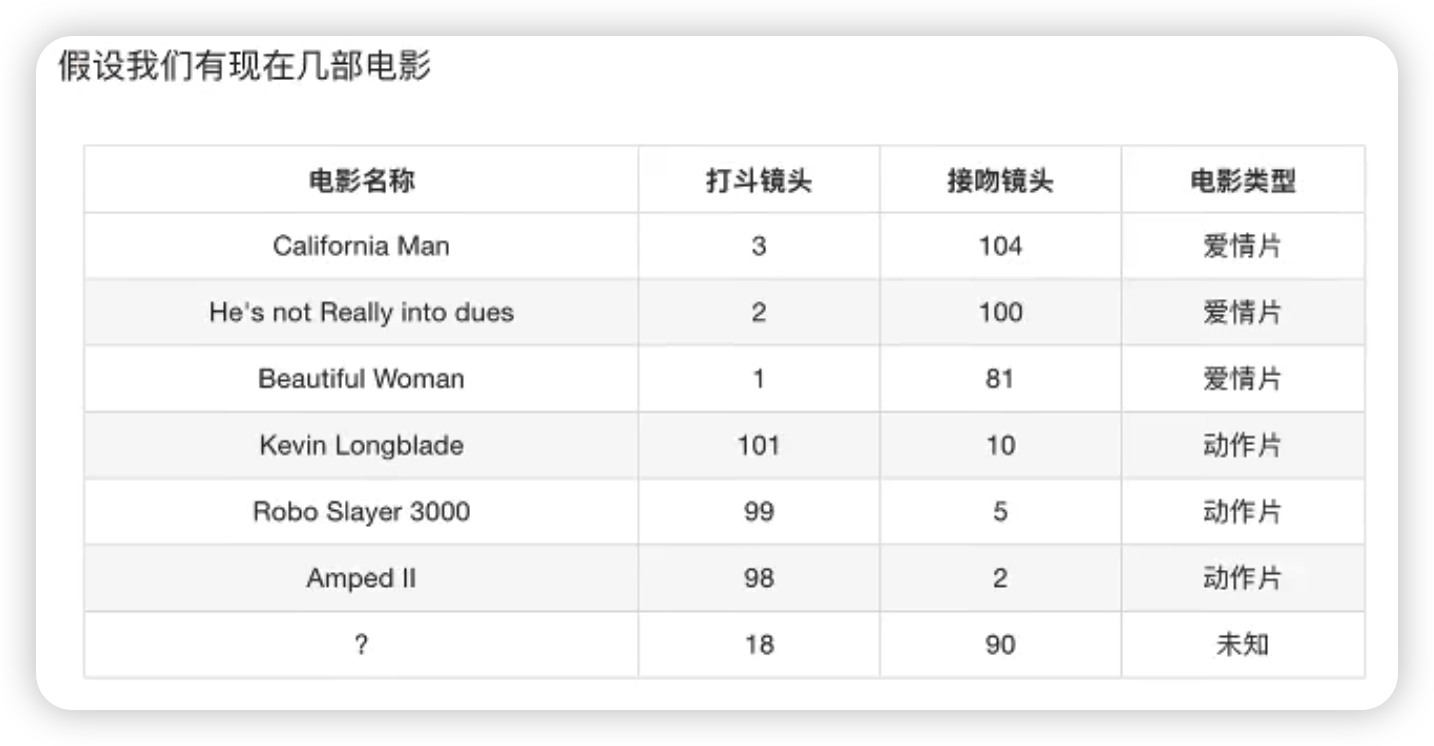 假设我们有现在几部电影
电影名称 打斗镜头 接吻镜头 电影类型
California Man 3 104 爱情片
He's not Really into dues 2 100 爱情片
Beautiful Woman 1 81 爱情片
Kevin Longblade 101 10 动作片
Robo Slayer 3000 99 5 动作片
Amped II 98 2 动作片
? 18 90 未知